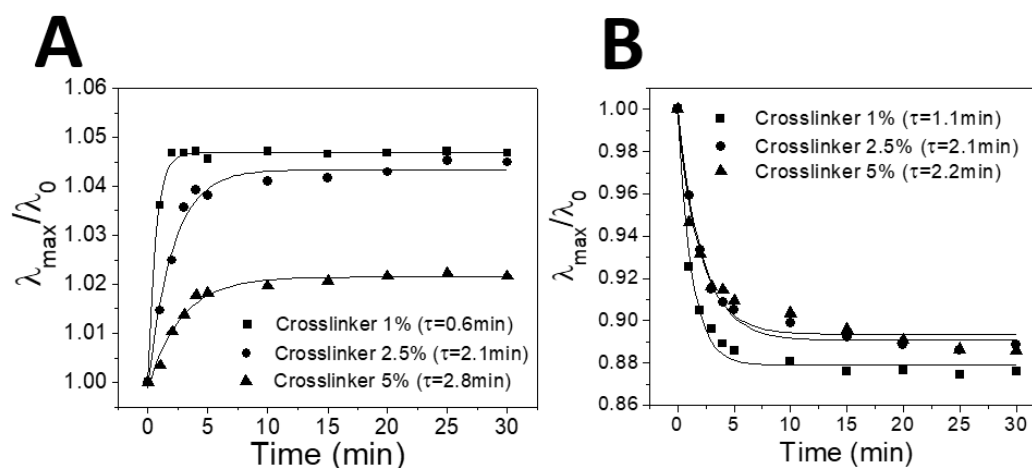 A
1.06
1.05
1.04
1.03
1.02
1.01
1.00
λmax/λ0
Crosslinker 1% (τ=0.6min)
Crosslinker 2.5% (τ=2.1min)
Crosslinker 5% (τ=2.8min)
0 5 10 15 20 25 30
Time (min)
B
1.00
0.98
0.96
0.94
0.92
0.90
0.88
0.86
λmax/λ0
Crosslinker 1% (τ=1.1min)
Crosslinker 2.5% (τ=2.1min)
Crosslinker 5% (τ=2.2min)
0 5 10 15 20 25 30
Time (min)